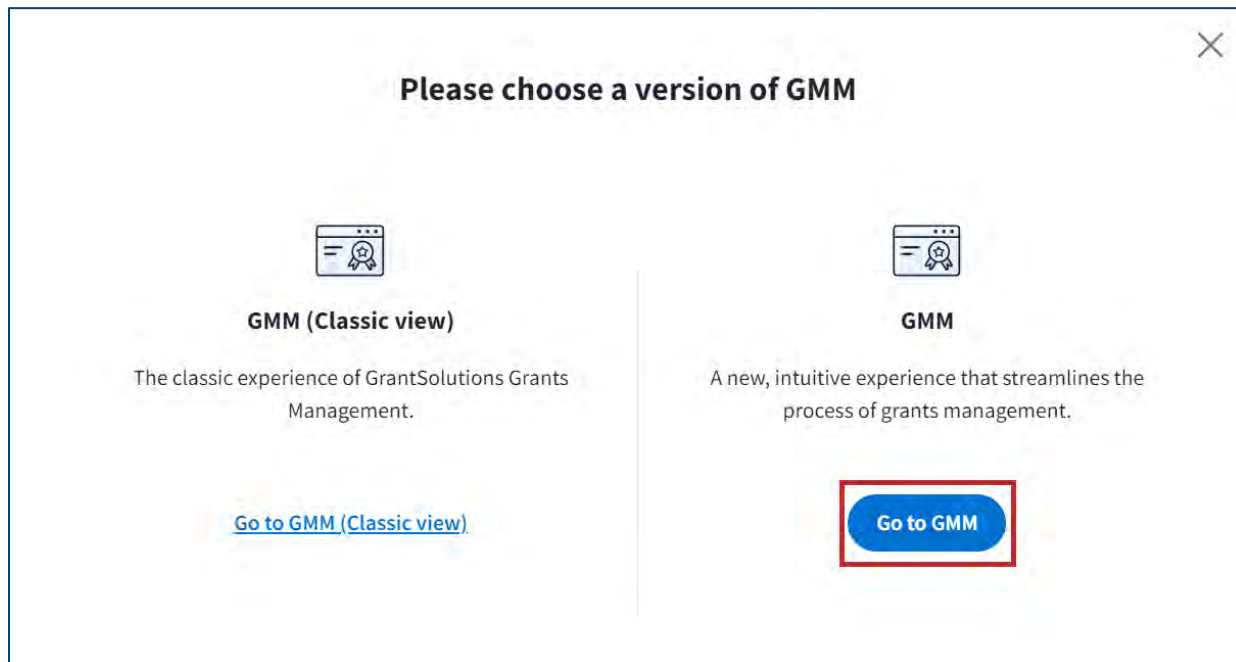 Please choose a version of GMM
GMM (Classic view)
The classic experience of GrantSolutions Grants
Management.
Go to GMM (Classic view)
GMM
A new, intuitive experience that streamlines the
process of grants management.
Go to GMM